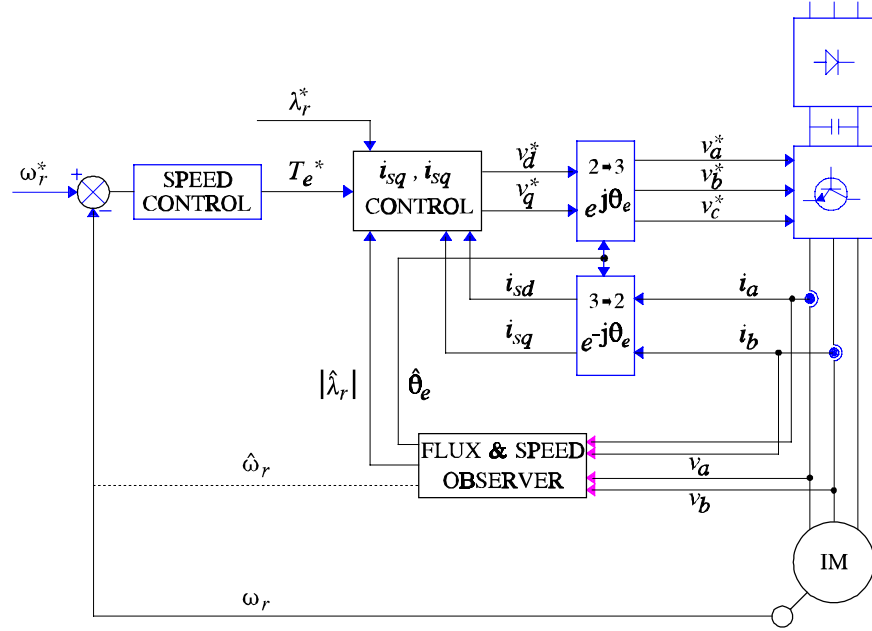 λr*
ωr*
+
−
SPEED
CONTROL
Te*
isq , isq
CONTROL
vd*
vq*
2→3
e^jθe
va*
vb*
vc*
3→2
e^-jθe
isd
isq
ia
ib
|λ̂r|
θ̂e
FLUX & SPEED
OBSERVER
va
vb
ω̂r
IM
ωr